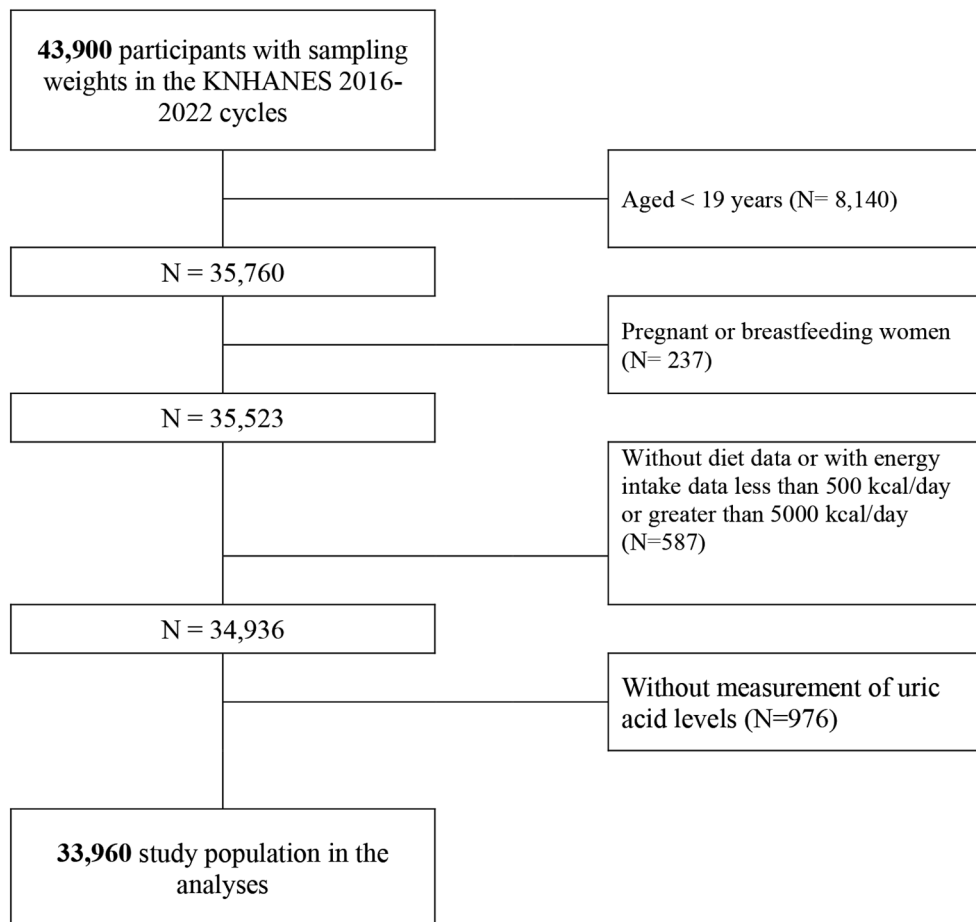 43,900 participants with sampling
weights in the KNHANES 2016-
2022 cycles
Aged < 19 years (N= 8,140)
N = 35,760
Pregnant or breastfeeding women
(N= 237)
N = 35,523
Without diet data or with energy
intake data less than 500 kcal/day
or greater than 5000 kcal/day
(N=587)
N = 34,936
Without measurement of uric
acid levels (N=976)
33,960 study population in the
analyses